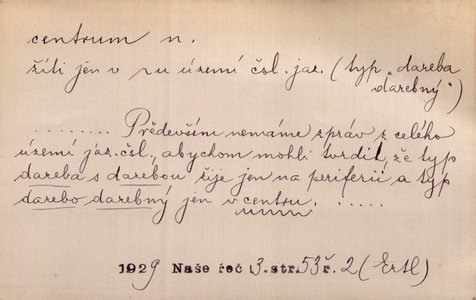 centrum n.
žíti jen v ~u území čsl. jaz. (typ „dareba
darebný")
........ Především nemáme zpráv z celého
území jaz. čsl., abychom mohli tvrdit, že typ
dareba s darebou žije jen na periferii a typ
darebo darebný jen v centru. .....
1929 Naše řeč 13. str. 53 ř. 2 (Ertl)